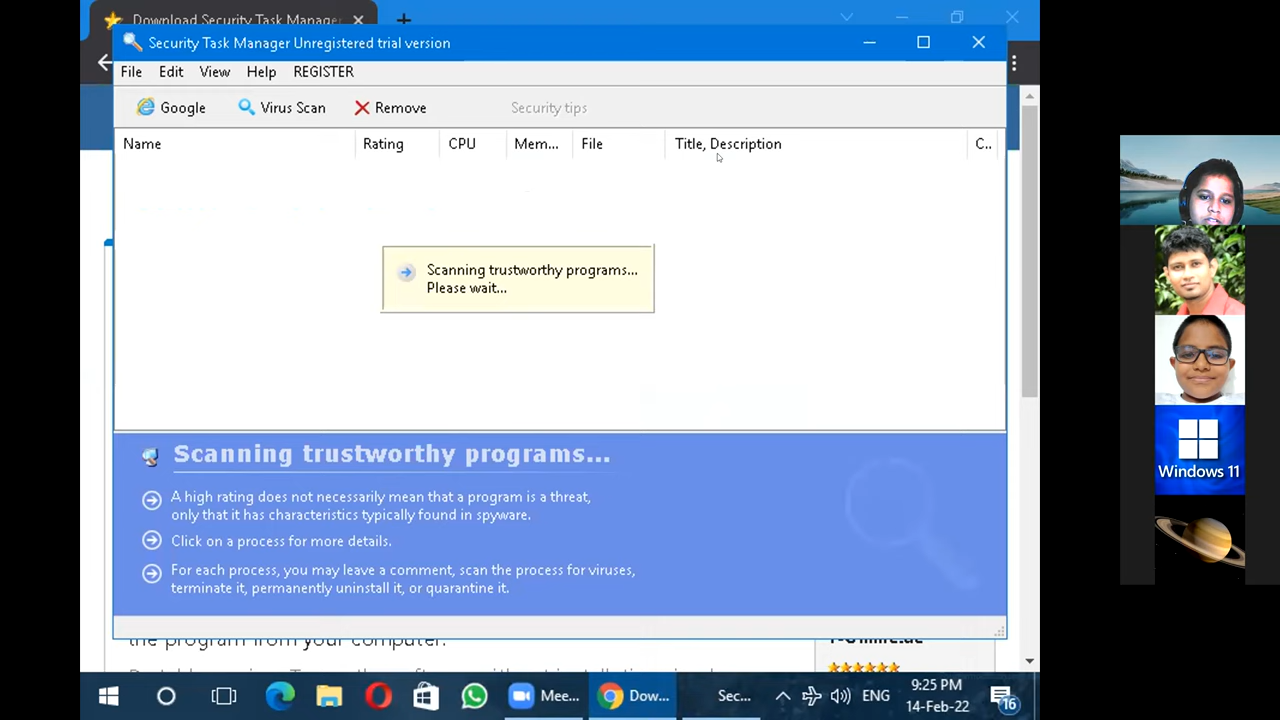 Download Security Task Manager
Security Task Manager Unregistered trial version
File Edit View Help REGISTER
Google Virus Scan Remove Security tips
Name Rating CPU Mem... File Title, Description C..
Scanning trustworthy programs...
Please wait...
Scanning trustworthy programs...
A high rating does not necessarily mean that a program is a threat,
only that it has characteristics typically found in spyware.
Click on a process for more details.
For each process, you may leave a comment, scan the process for viruses,
terminate it, permanently uninstall it, or quarantine it.
the program from your computer.
Mee... Dow... Sec... ENG
9:25 PM
14-Feb-22
16
Windows 11